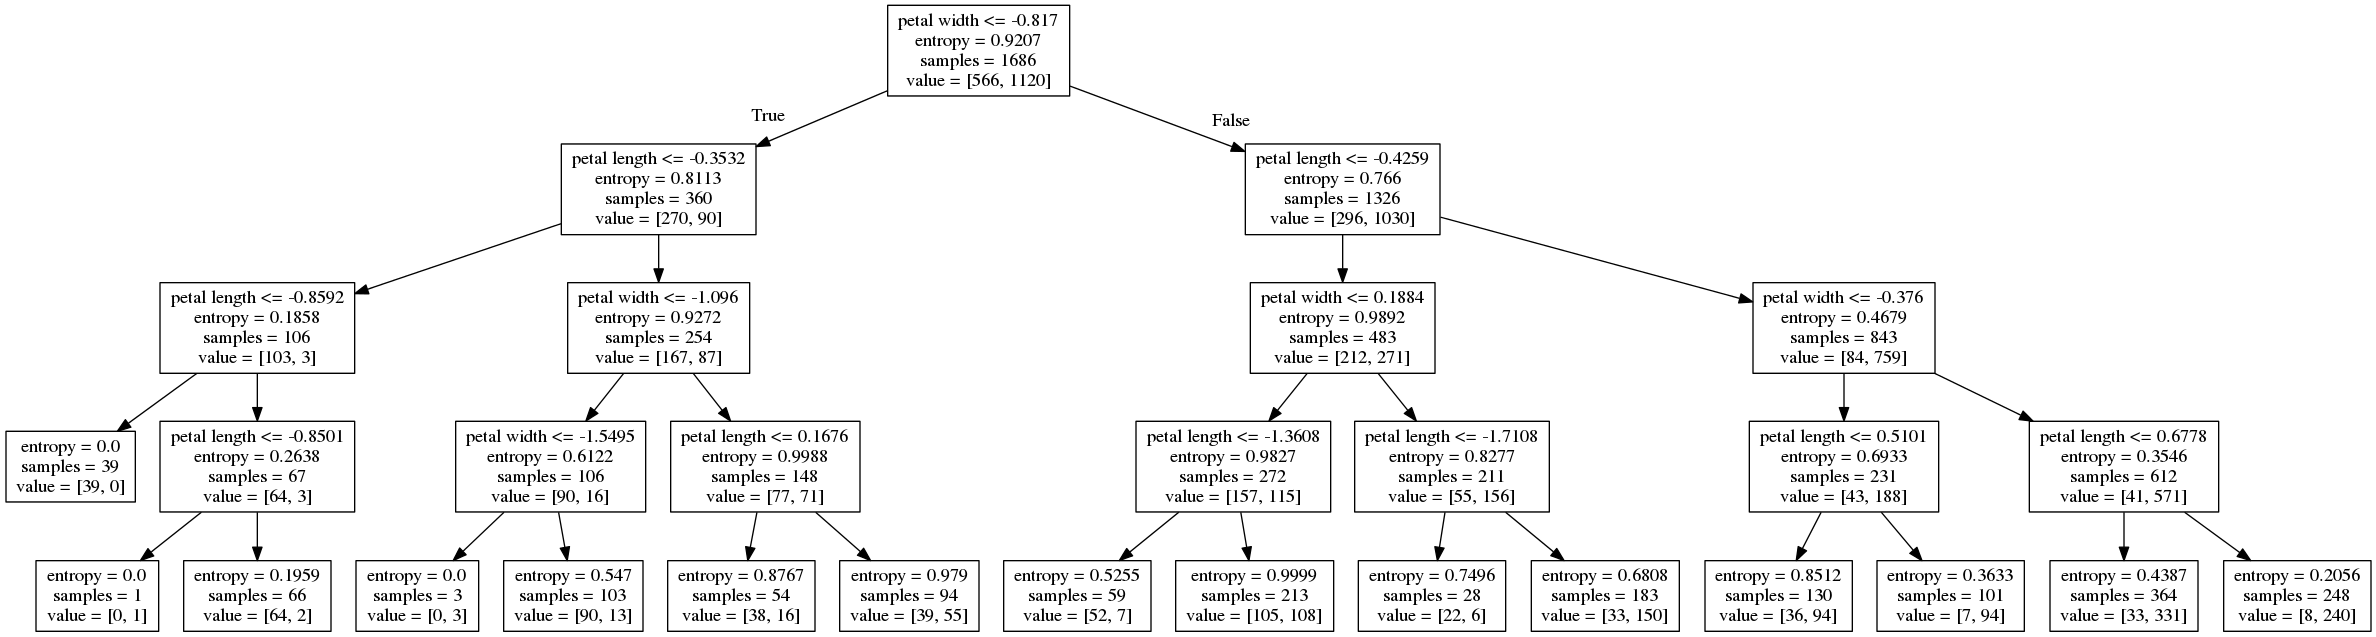 petal width <= -0.817
entropy = 0.9207
samples = 1686
value = [566, 1120]
True
False
petal length <= -0.3532
entropy = 0.8113
samples = 360
value = [270, 90]
petal length <= -0.4259
entropy = 0.766
samples = 1326
value = [296, 1030]
petal length <= -0.8592
entropy = 0.1858
samples = 106
value = [103, 3]
petal width <= -1.096
entropy = 0.9272
samples = 254
value = [167, 87]
petal width <= 0.1884
entropy = 0.9892
samples = 483
value = [212, 271]
petal width <= -0.376
entropy = 0.4679
samples = 843
value = [84, 759]
entropy = 0.0
samples = 39
value = [39, 0]
petal length <= -0.8501
entropy = 0.2638
samples = 67
value = [64, 3]
petal width <= -1.5495
entropy = 0.6122
samples = 106
value = [90, 16]
petal length <= 0.1676
entropy = 0.9988
samples = 148
value = [77, 71]
petal length <= -1.3608
entropy = 0.9827
samples = 272
value = [157, 115]
petal length <= -1.7108
entropy = 0.8277
samples = 211
value = [55, 156]
petal length <= 0.5101
entropy = 0.6933
samples = 231
value = [43, 188]
petal length <= 0.6778
entropy = 0.3546
samples = 612
value = [41, 571]
entropy = 0.0
samples = 1
value = [0, 1]
entropy = 0.1959
samples = 66
value = [64, 2]
entropy = 0.0
samples = 3
value = [0, 3]
entropy = 0.547
samples = 103
value = [90, 13]
entropy = 0.8767
samples = 54
value = [38, 16]
entropy = 0.979
samples = 94
value = [39, 55]
entropy = 0.5255
samples = 59
value = [52, 7]
entropy = 0.9999
samples = 213
value = [105, 108]
entropy = 0.7496
samples = 28
value = [22, 6]
entropy = 0.6808
samples = 183
value = [33, 150]
entropy = 0.8512
samples = 130
value = [36, 94]
entropy = 0.3633
samples = 101
value = [7, 94]
entropy = 0.4387
samples = 364
value = [33, 331]
entropy = 0.2056
samples = 248
value = [8, 240]